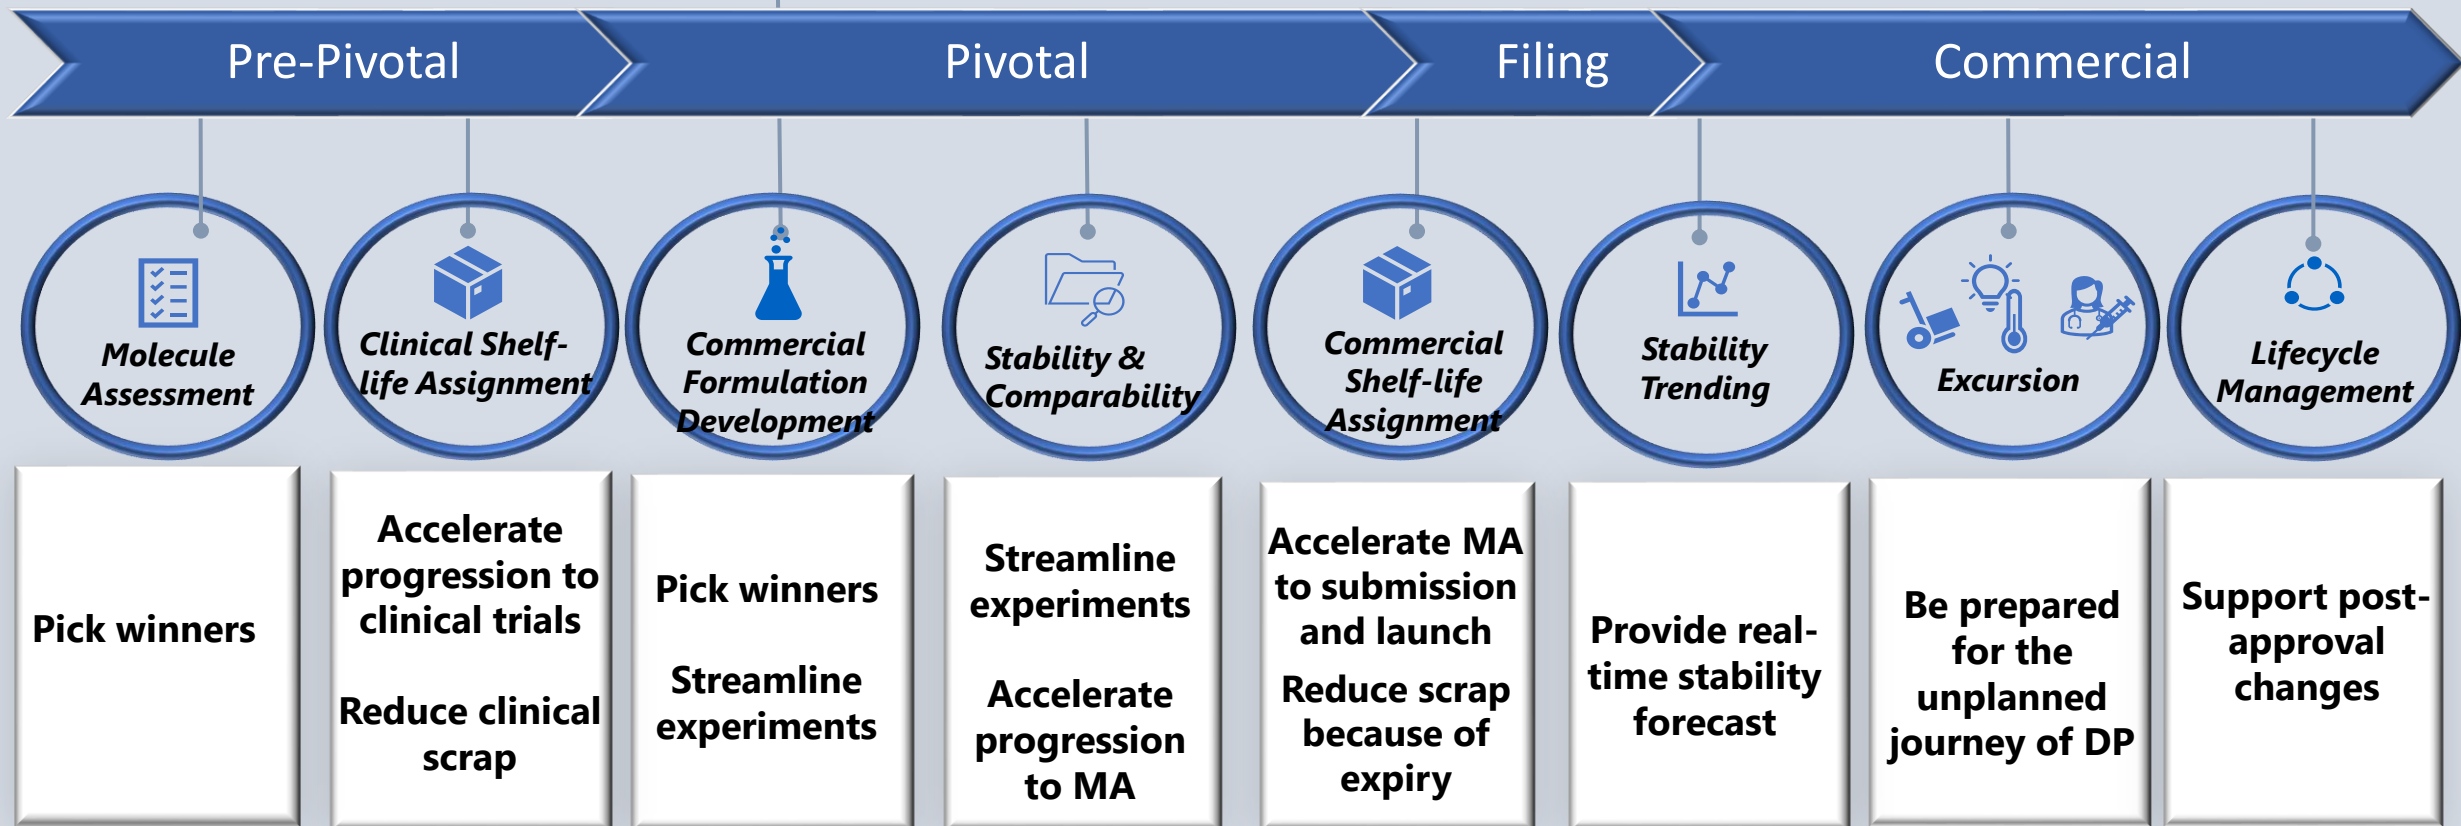 Pre-Pivotal
Pivotal
Filing
Commercial
Molecule
Assessment
Clinical Shelf-
life Assignment
Commercial
Formulation
Development
Stability &
Comparability
Commercial
Shelf-life
Assignment
Stability
Trending
Excursion
Lifecycle
Management
Pick winners
Accelerate
progression to
clinical trials
Reduce clinical
scrap
Pick winners
Streamline
experiments
Streamline
experiments
Accelerate
progression
to MA
Accelerate MA
to submission
and launch
Reduce scrap
because of
expiry
Provide real-
time stability
forecast
Be prepared
for the
unplanned
journey of DP
Support post-
approval
changes